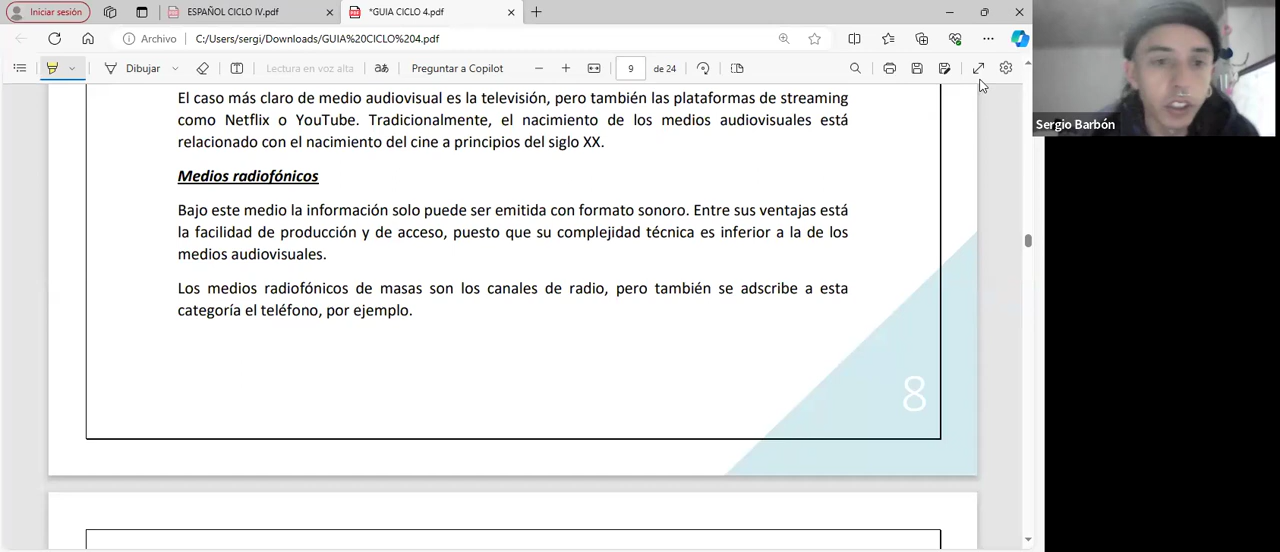 Iniciar sesión
ESPAÑOL CICLO IV.pdf
*GUIA CICLO 4.pdf
Archivo
C:/Users/sergi/Downloads/GUIA%20CICLO%204.pdf
Dibujar
Lectura en voz alta
Preguntar a Copilot
9
de 24
El caso más claro de medio audiovisual es la televisión, pero también las plataformas de streaming
como Netflix o YouTube. Tradicionalmente, el nacimiento de los medios audiovisuales está
relacionado con el nacimiento del cine a principios del siglo XX.
Medios radiofónicos
Bajo este medio la información solo puede ser emitida con formato sonoro. Entre sus ventajas está
la facilidad de producción y de acceso, puesto que su complejidad técnica es inferior a la de los
medios audiovisuales.
Los medios radiofónicos de masas son los canales de radio, pero también se adscribe a esta
categoría el teléfono, por ejemplo.
8
Sergio Barbón